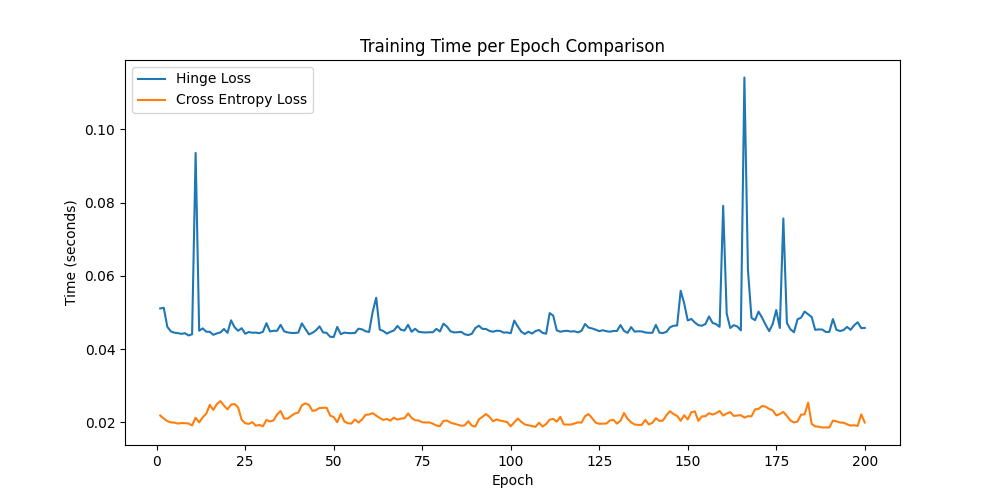 Training Time per Epoch Comparison
Hinge Loss
Cross Entropy Loss
Time (seconds)
0.10
0.08
0.06
0.04
0.02
0 25 50 75 100 125 150 175 200
Epoch